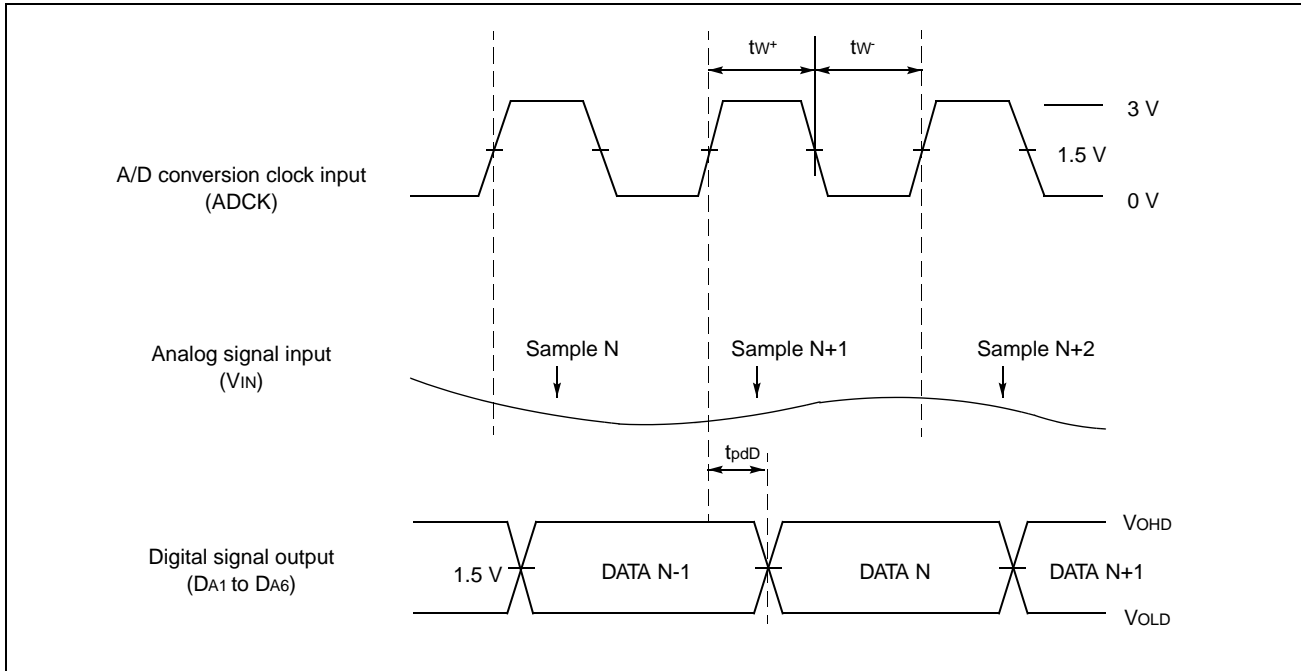 tW+
tW-
3 V
1.5 V
0 V
A/D conversion clock input
(ADCK)
Analog signal input
(VIN)
Sample N
Sample N+1
Sample N+2
tpdD
Digital signal output
(DA1 to DA6)
1.5 V
DATA N-1
DATA N
DATA N+1
VOHD
VOLD